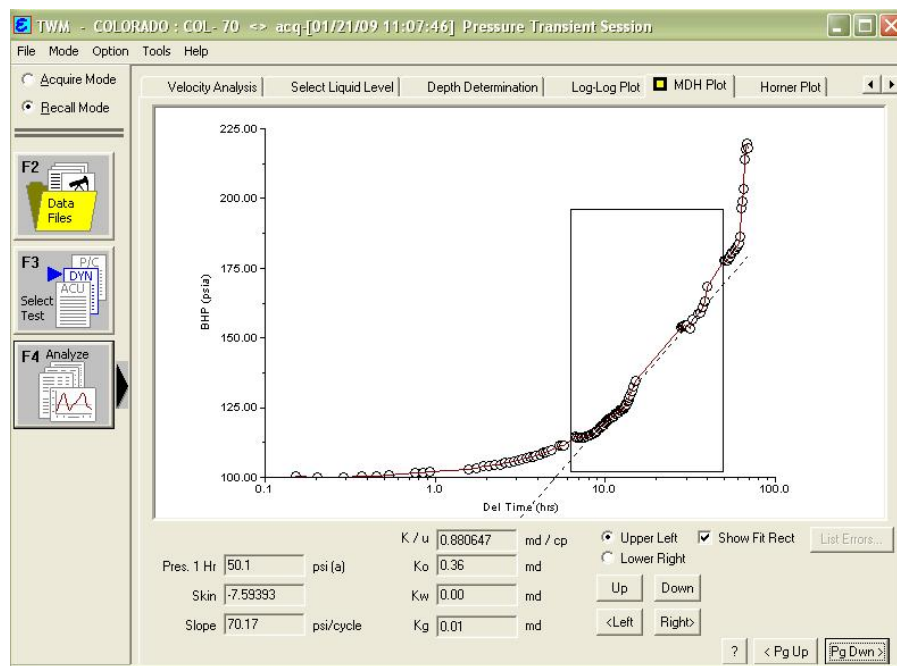 TWM - COLORADO : COL- 70 <> acq-[01/21/09 11:07:46] Pressure Transient Session
File Mode Option Tools Help
Acquire Mode
Recall Mode
F2
Data
Files
F3
P/C
DYN
ACU
Select
Test
F4 Analyze
Velocity Analysis Select Liquid Level Depth Determination Log-Log Plot MDH Plot Horner Plot
225.00
200.00
175.00
150.00
125.00
100.00
BHP (psia)
0.1 1.0 10.0 100.0
Del Time (hrs)
Pres. 1 Hr 50.1 psi (a)
Skin -7.59393
Slope 70.17 psi/cycle
K / u 0.880647 md / cp
Ko 0.36 md
Kw 0.00 md
Kg 0.01 md
Upper Left
Lower Right
Show Fit Rect
List Errors...
Up Down
<Left Right>
? < Pg Up Pg Dwn >